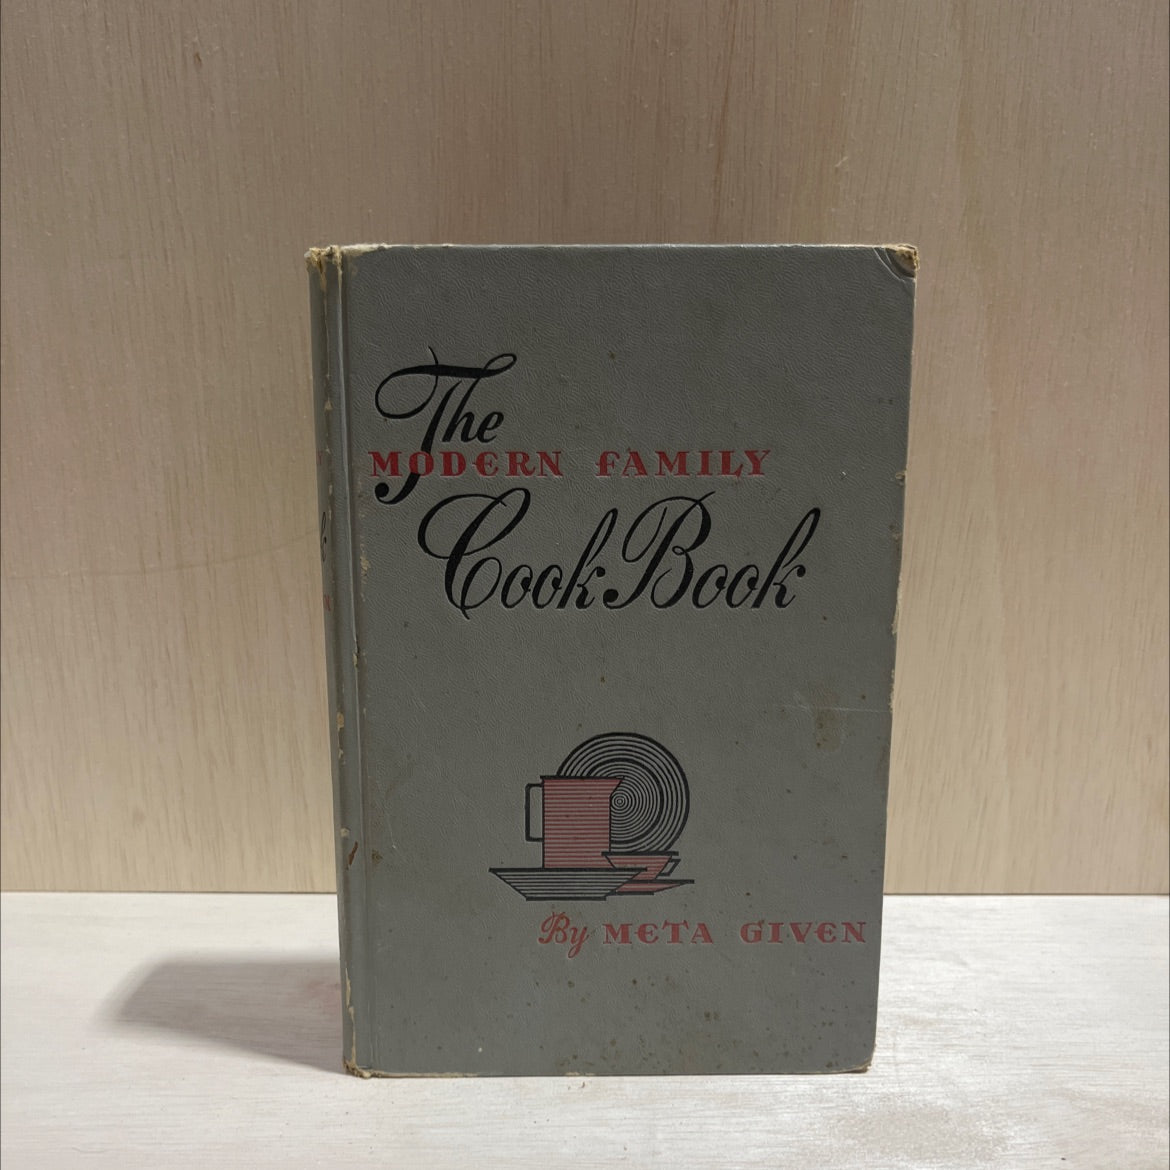 The
MODERN FAMILY
Cook Book
By META GIVEN